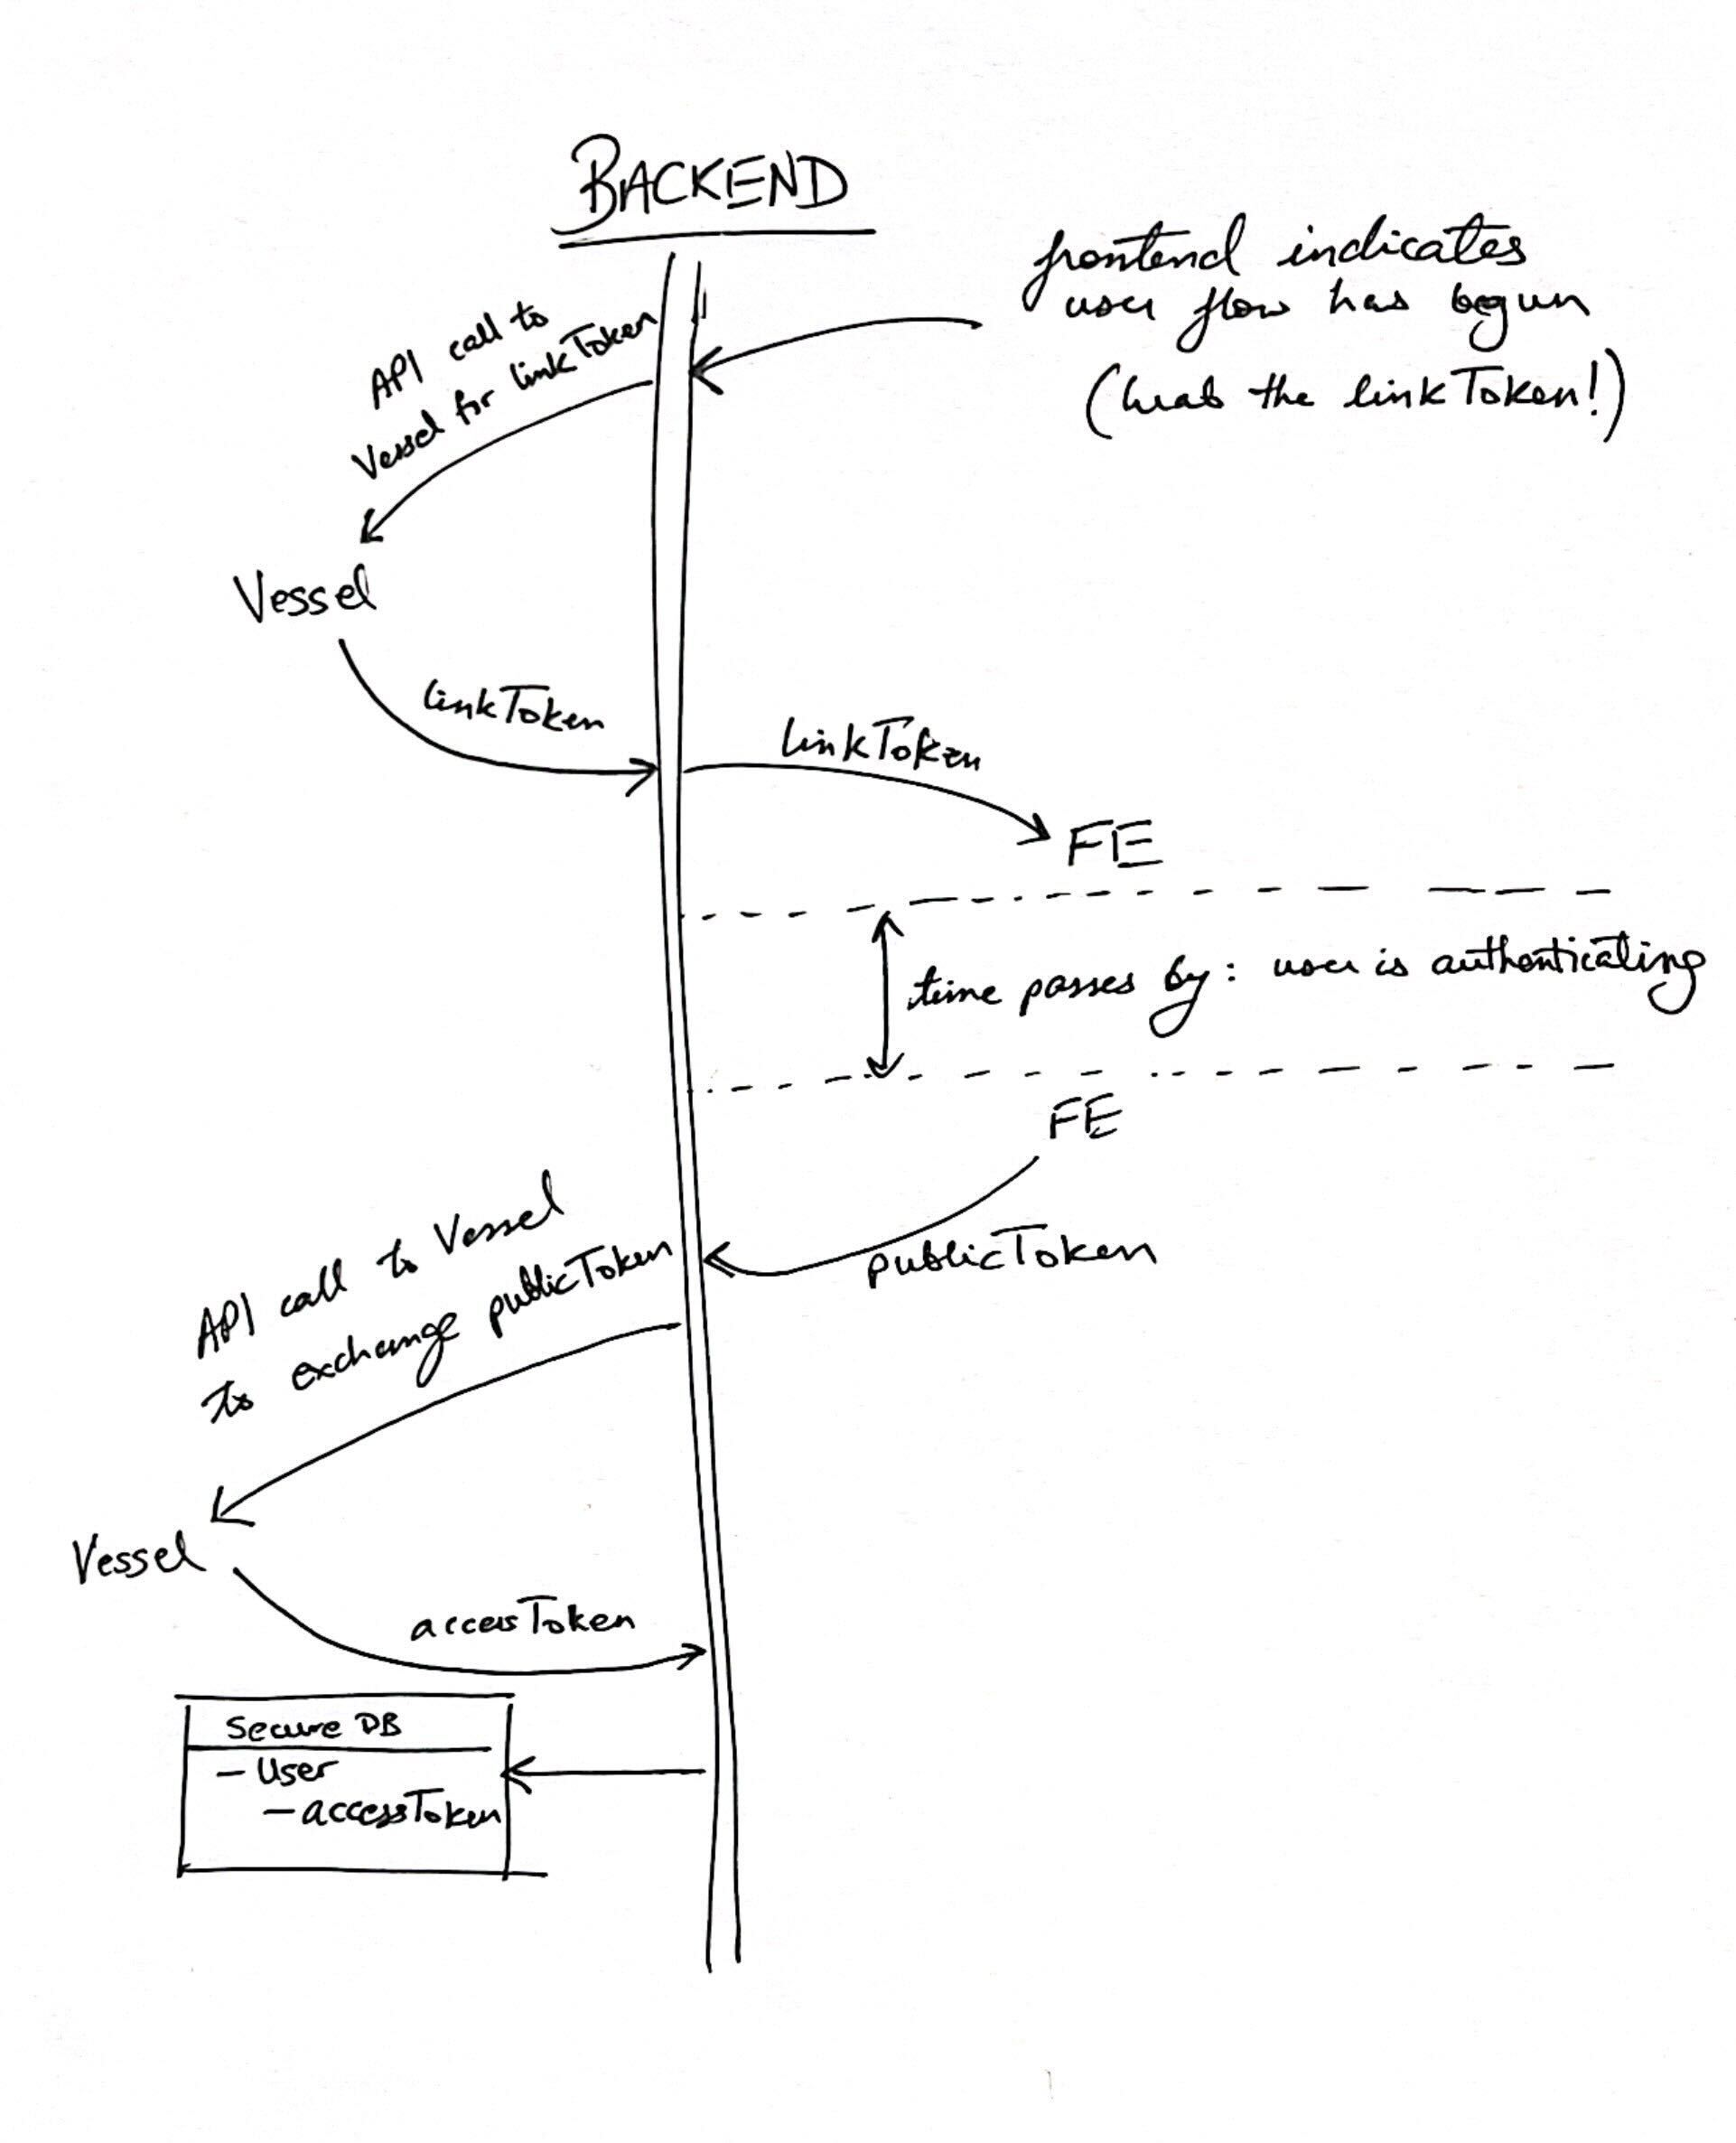 BACKEND
frontend indicates
user flow has begun
(Grab the linkToken!)
API call to
Vessel for linkToken
Vessel
linkToken
linkToken
FE
time passes by: user is authenticating
FE
publicToken
API call to Vessel
to exchange publicToken
Vessel
accessToken
Secure DB
- User
- accessToken